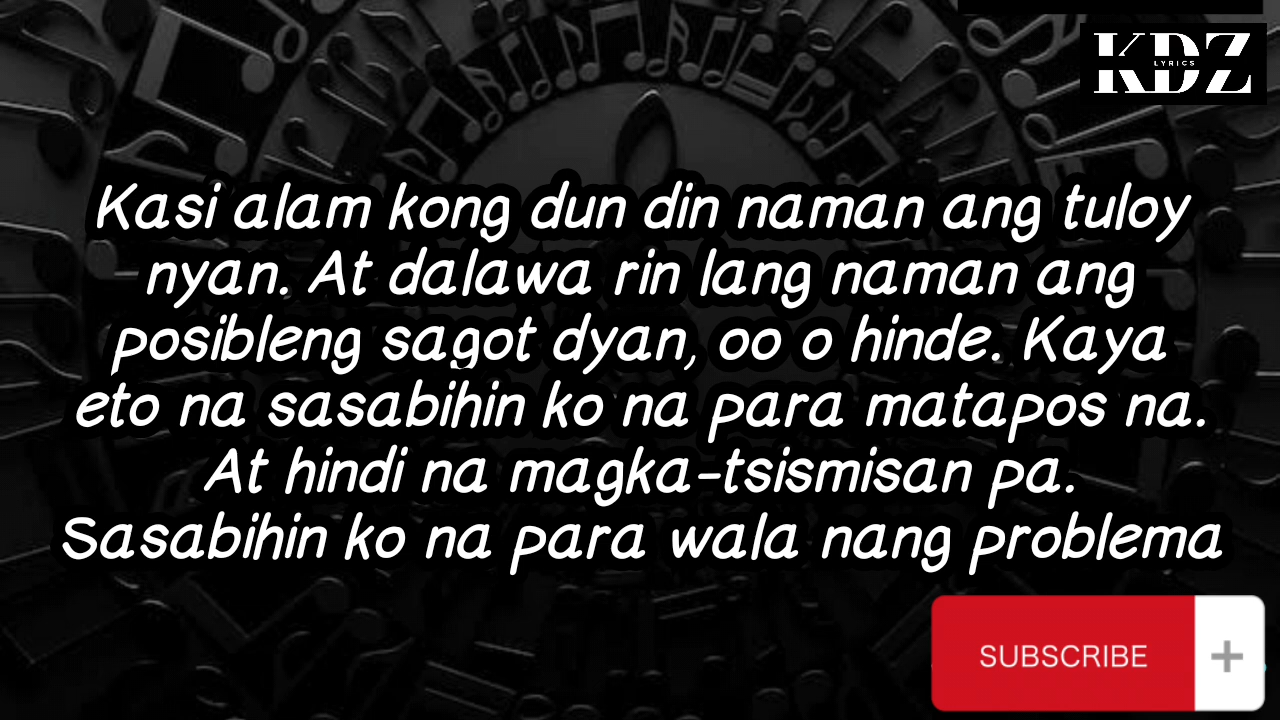 KDZ
LYRICS
Kasi alam kong dun din naman ang tuloy
nyan. At dalawa rin lang naman ang
posibleng sagot dyan, oo o hinde. Kaya
eto na sasabihin ko na para matapos na.
At hindi na magka-tsismisan pa.
Sasabihin ko na para wala nang problema
SUBSCRIBE